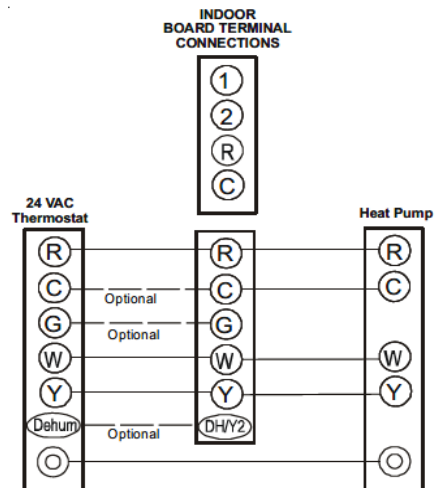 INDOOR
BOARD TERMINAL
CONNECTIONS
1
2
R
C
24 VAC
Thermostat
Heat Pump
R R R
C Optional C C
G Optional G
W W W
Y Y Y
Dehum Optional DH/Y2
O O